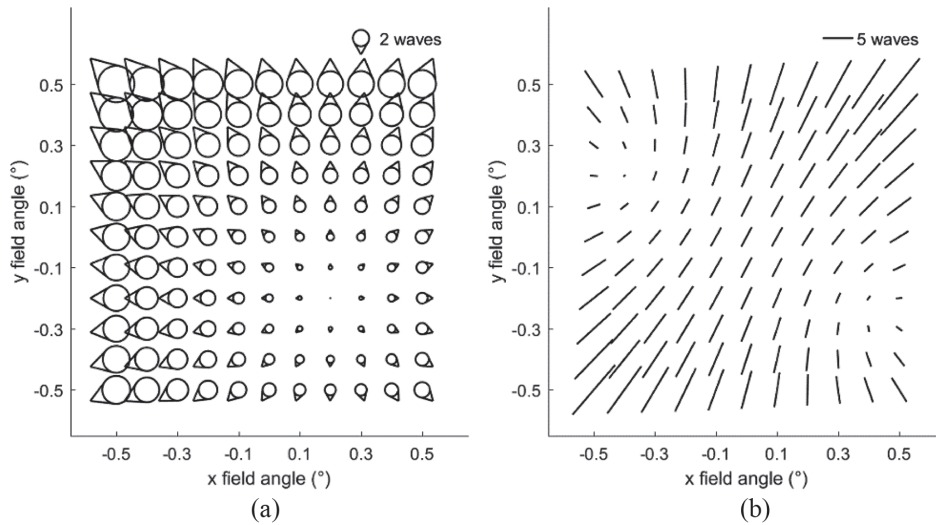 2 waves
0.5
0.3
0.1
-0.1
-0.3
-0.5
y field angle (°)
-0.5 -0.3 -0.1 0.1 0.3 0.5
x field angle (°)
(a)
5 waves
0.5
0.3
0.1
-0.1
-0.3
-0.5
y field angle (°)
-0.5 -0.3 -0.1 0.1 0.3 0.5
x field angle (°)
(b)